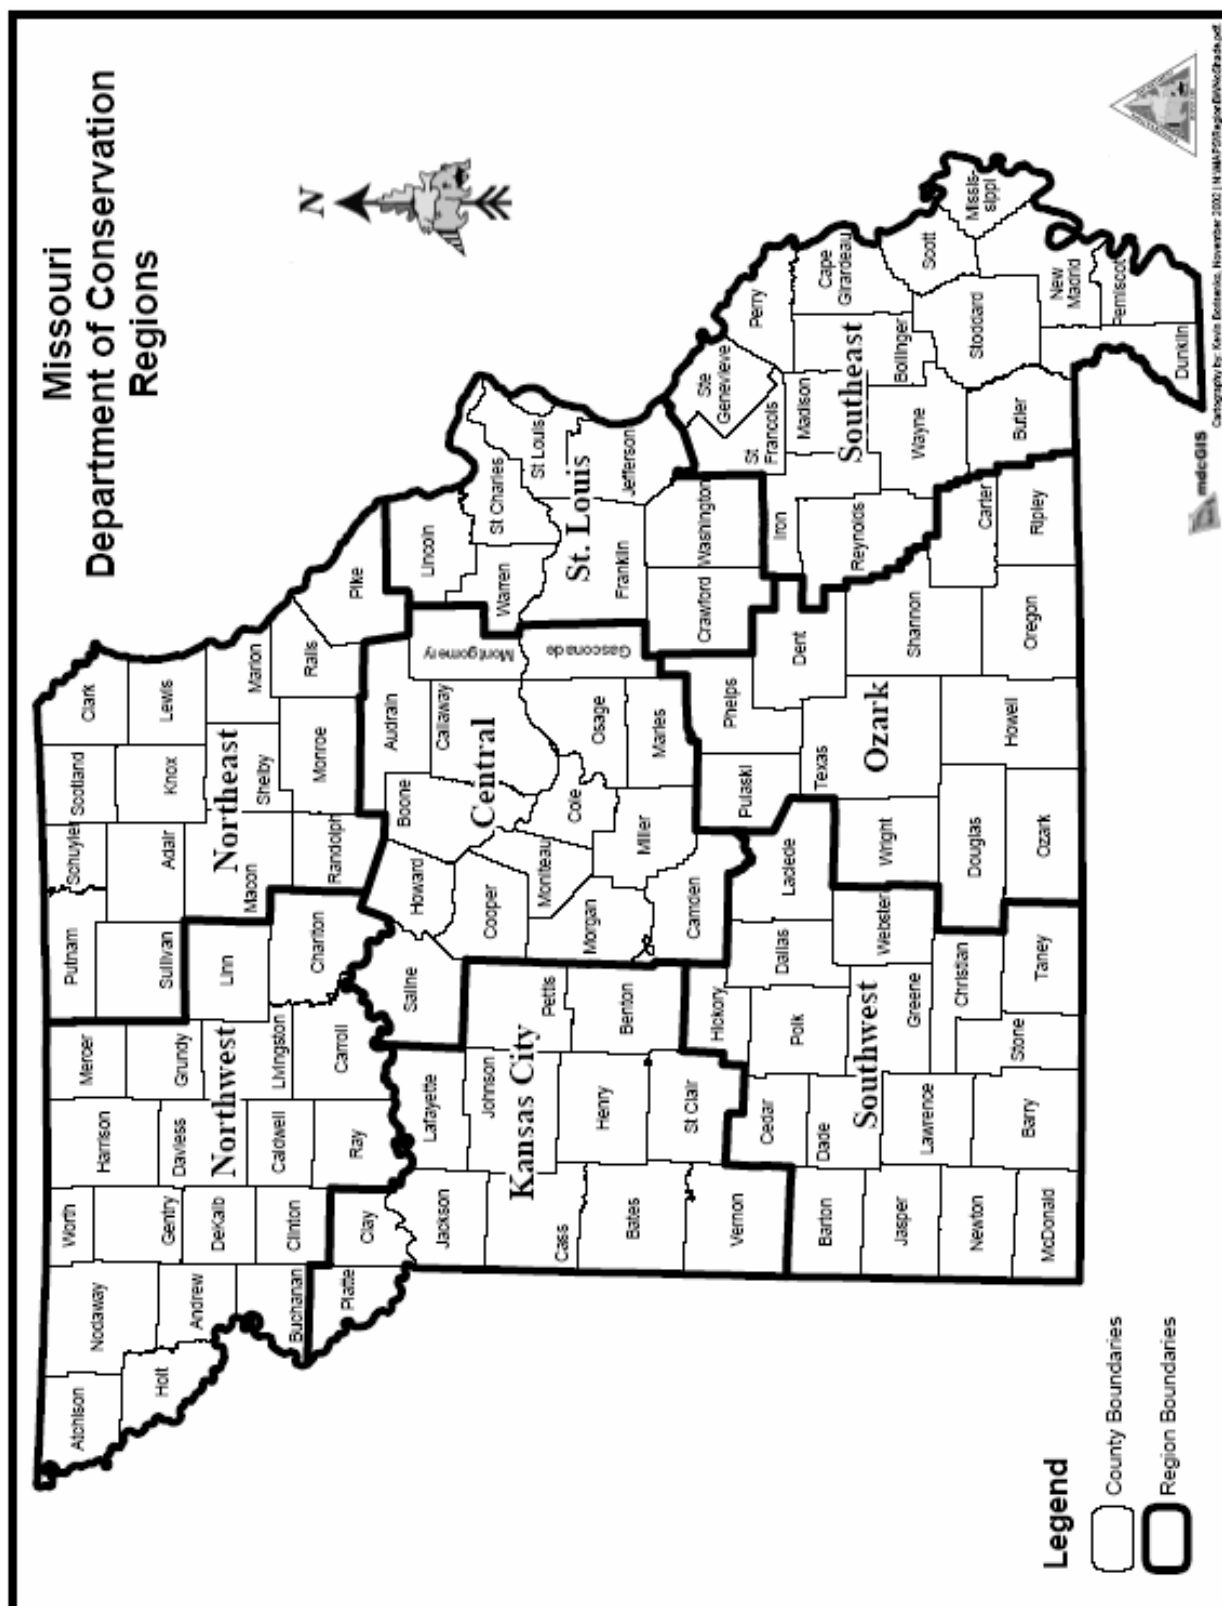 Missouri
Department of Conservation
Regions
N
Atchison
Nodaway
Worth
Harrison
Mercer
Putnam
Schuyler
Scotland
Clark
Holt
Andrew
Gentry
DeKalb
Daviess
Grundy
Sullivan
Adair
Knox
Lewis
Northwest
Northeast
Buchanan
Clinton
Caldwell
Livingston
Linn
Macon
Shelby
Marion
Platte
Clay
Ray
Carroll
Chariton
Randolph
Monroe
Ralls
Pike
Jackson
Lafayette
Saline
Howard
Boone
Audrain
Callaway
Montgomery
Lincoln
Warren
St Charles
St Louis
Kansas City
Central
St. Louis
Cass
Johnson
Pettis
Cooper
Moniteau
Cole
Osage
Gasconade
Franklin
Jefferson
Bates
Henry
Benton
Morgan
Miller
Maries
Crawford
Washington
Vernon
St Clair
Hickory
Camden
Pulaski
Phelps
Dent
Iron
St
Francois
Ste
Genevieve
Perry
Barton
Cedar
Polk
Dallas
Laclede
Texas
Reynolds
Madison
Cape
Girardeau
Southwest
Ozark
Southeast
Jasper
Dade
Greene
Webster
Wright
Shannon
Wayne
Bollinger
Scott
Missis-
sippi
Newton
Lawrence
Christian
Douglas
Howell
Oregon
Carter
Ripley
Butler
Stoddard
New
Madrid
McDonald
Barry
Stone
Taney
Ozark
Dunklin
Pemiscot
Legend
County Boundaries
Region Boundaries
mdcGIS